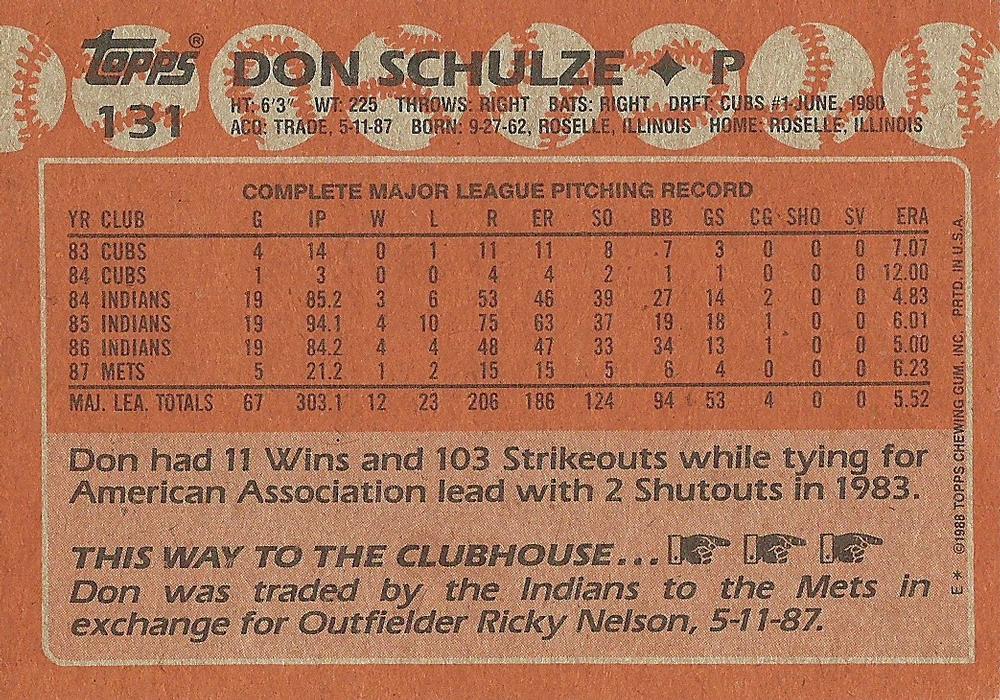 Topps®
131
DON SCHULZE ✦ P
HT: 6'3" WT: 225 THROWS: RIGHT BATS: RIGHT DRFT: CUBS #1-JUNE, 1980
ACQ: TRADE, 5-11-87 BORN: 9-27-62, ROSELLE, ILLINOIS HOME: ROSELLE, ILLINOIS
COMPLETE MAJOR LEAGUE PITCHING RECORD
YR CLUB G IP W L R ER SO BB GS CG SHO SV ERA
83 CUBS 4 14 0 1 11 11 8 7 3 0 0 0 7.07
84 CUBS 1 3 0 0 4 4 2 1 1 0 0 0 12.00
84 INDIANS 19 85.2 3 6 53 46 39 27 14 2 0 0 4.83
85 INDIANS 19 94.1 4 10 75 63 37 19 18 1 0 0 6.01
86 INDIANS 19 84.2 4 4 48 47 33 34 13 1 0 0 5.00
87 METS 5 21.2 1 2 15 15 5 6 4 0 0 0 6.23
MAJ. LEA. TOTALS 67 303.1 12 23 206 186 124 94 53 4 0 0 5.52
Don had 11 Wins and 103 Strikeouts while tying for
American Association lead with 2 Shutouts in 1983.
THIS WAY TO THE CLUBHOUSE...
Don was traded by the Indians to the Mets in
exchange for Outfielder Ricky Nelson, 5-11-87.
E* ©1988 TOPPS CHEWING GUM, INC. PRTD. IN U.S.A.